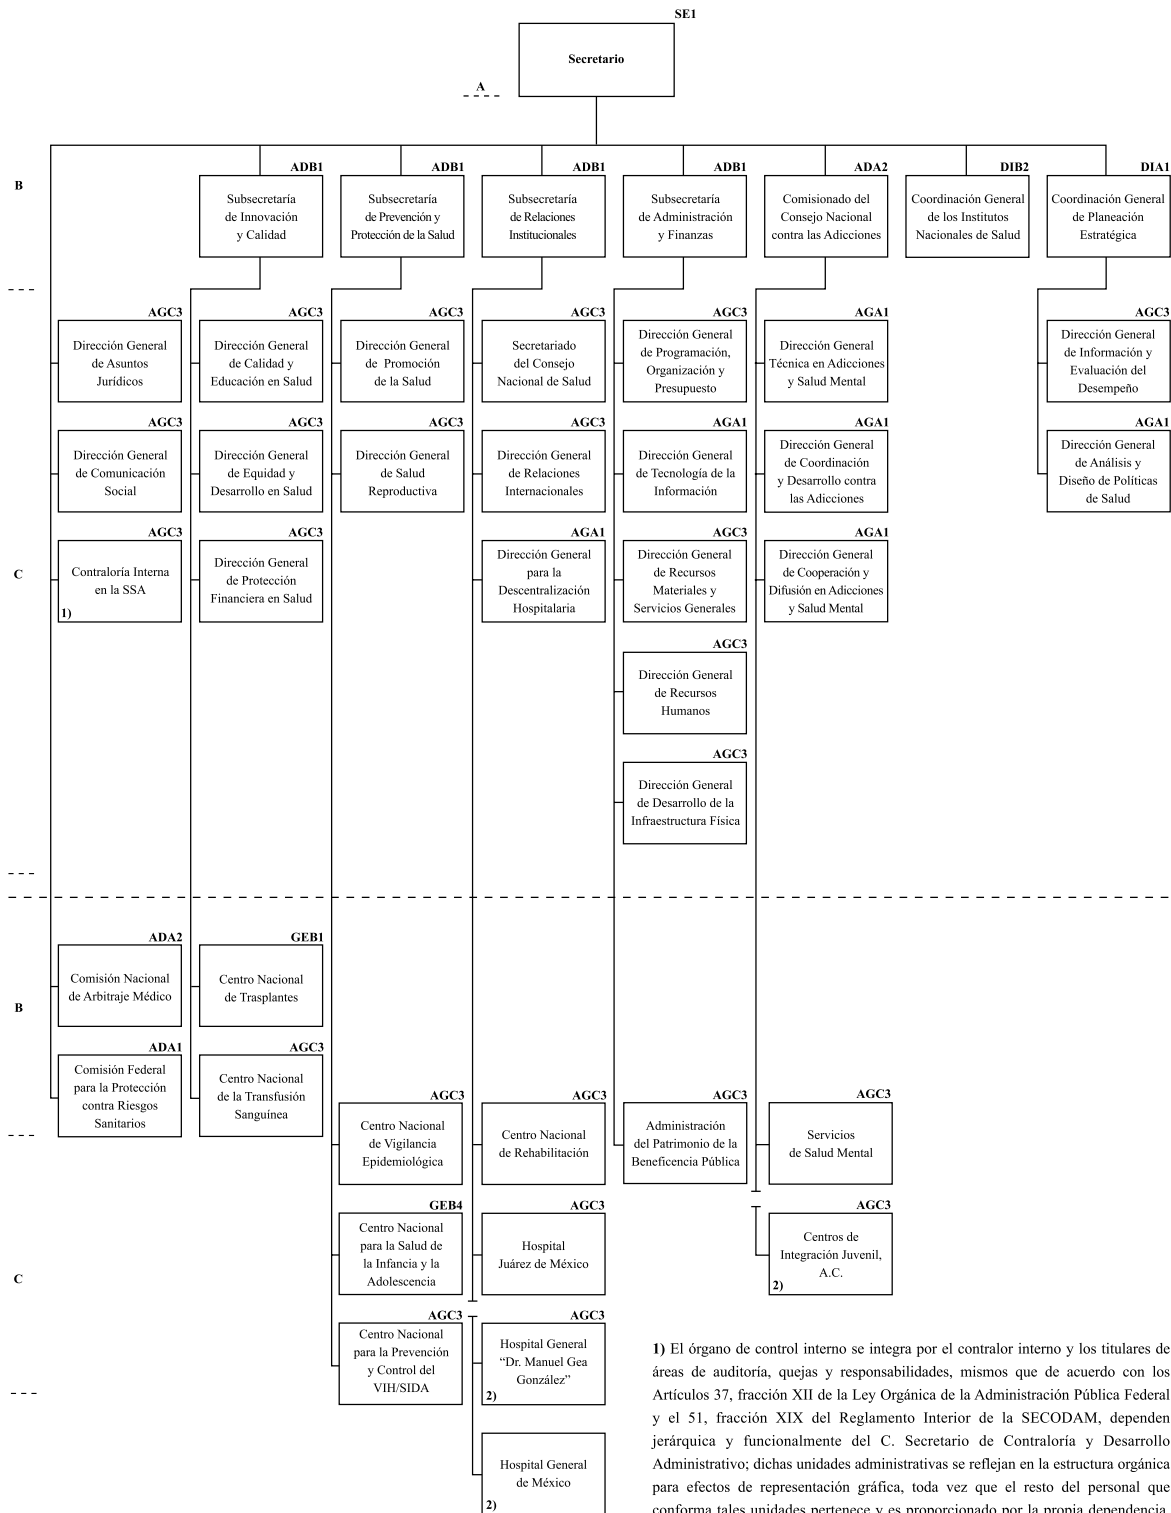 SE1
Secretario
A
B
ADB1
Subsecretaría
de Innovación
y Calidad
ADB1
Subsecretaría
de Prevención y
Protección de la Salud
ADB1
Subsecretaría
de Relaciones
Institucionales
ADB1
Subsecretaría
de Administración
y Finanzas
ADA2
Comisionado del
Consejo Nacional
contra las Adicciones
DIB2
Coordinación General
de los Institutos
Nacionales de Salud
DIA1
Coordinación General
de Planeación
Estratégica
AGC3
Dirección General
de Asuntos
Jurídicos
AGC3
Dirección General
de Calidad y
Educación en Salud
AGC3
Dirección General
de Promoción
de la Salud
AGC3
Secretariado
del Consejo
Nacional de Salud
AGC3
Dirección General
de Programación,
Organización y
Presupuesto
AGA1
Dirección General
Técnica en Adicciones
y Salud Mental
AGC3
Dirección General
de Información y
Evaluación del
Desempeño
AGC3
Dirección General
de Comunicación
Social
AGC3
Dirección General
de Equidad y
Desarrollo en Salud
AGC3
Dirección General
de Salud
Reproductiva
AGC3
Dirección General
de Relaciones
Internacionales
AGA1
Dirección General
de Tecnología de la
Información
AGA1
Dirección General
de Coordinación
y Desarrollo contra
las Adicciones
AGA1
Dirección General
de Análisis y
Diseño de Políticas
de Salud
C
AGC3
Contraloría Interna
en la SSA
1)
AGC3
Dirección General
de Protección
Financiera en Salud
AGA1
Dirección General
para la
Descentralización
Hospitalaria
AGC3
Dirección General
de Recursos
Materiales y
Servicios Generales
AGA1
Dirección General
de Cooperación y
Difusión en Adicciones
y Salud Mental
AGC3
Dirección General
de Recursos
Humanos
AGC3
Dirección General
de Desarrollo de la
Infraestructura Física
B
ADA2
Comisión Nacional
de Arbitraje Médico
GEB1
Centro Nacional
de Trasplantes
ADA1
Comisión Federal
para la Protección
contra Riesgos
Sanitarios
AGC3
Centro Nacional
de la Transfusión
Sanguínea
AGC3
Centro Nacional
de Vigilancia
Epidemiológica
AGC3
Centro Nacional
de Rehabilitación
AGC3
Administración
del Patrimonio de la
Beneficencia Pública
AGC3
Servicios
de Salud Mental
C
GEB4
Centro Nacional
para la Salud de
la Infancia y la
Adolescencia
AGC3
Hospital
Juárez de México
AGC3
Centros de
Integración Juvenil,
A.C.
2)
AGC3
Centro Nacional
para la Prevención
y Control del
VIH/SIDA
AGC3
Hospital General
“Dr. Manuel Gea
González”
2)
Hospital General
de México
2)
1) El órgano de control interno se integra por el contralor interno y los titulares de
áreas de auditoría, quejas y responsabilidades, mismos que de acuerdo con los
Artículos 37, fracción XII de la Ley Orgánica de la Administración Pública Federal
y el 51, fracción XIX del Reglamento Interior de la SECODAM, dependen
jerárquica y funcionalmente del C. Secretario de Contraloría y Desarrollo
Administrativo; dichas unidades administrativas se reflejan en la estructura orgánica
para efectos de representación gráfica, toda vez que el resto del personal que
conforma tales unidades pertenece y es proporcionado por la propia dependencia.